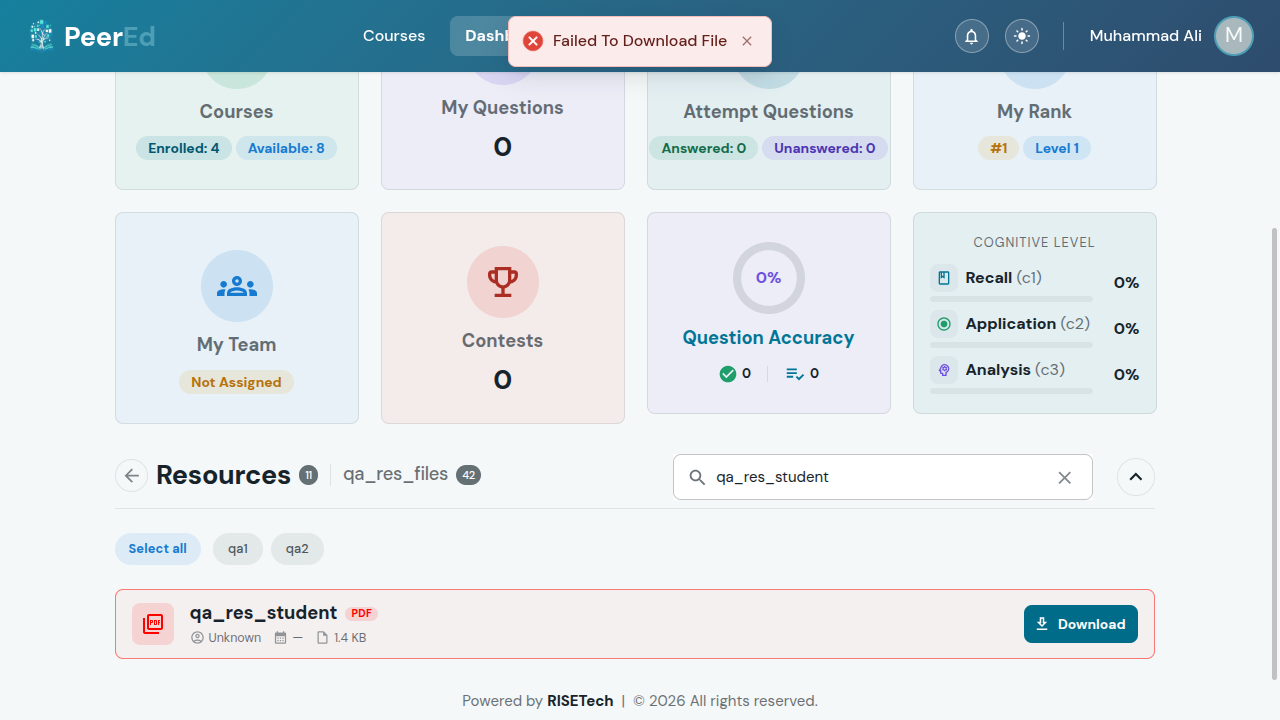 PeerEd
Courses
Failed To Download File
Muhammad Ali
M
Courses
Enrolled: 4
Available: 8
My Questions
0
Attempt Questions
Answered: 0
Unanswered: 0
My Rank
#1
Level 1
My Team
Not Assigned
Contests
0
0%
Question Accuracy
0
0
COGNITIVE LEVEL
Recall (c1)
0%
Application (c2)
0%
Analysis (c3)
0%
Resources 11
qa_res_files 42
qa_res_student
Select all
qa1
qa2
PDF
qa_res_student PDF
Unknown
—
1.4 KB
Download
Powered by RISETech | © 2026 All rights reserved.